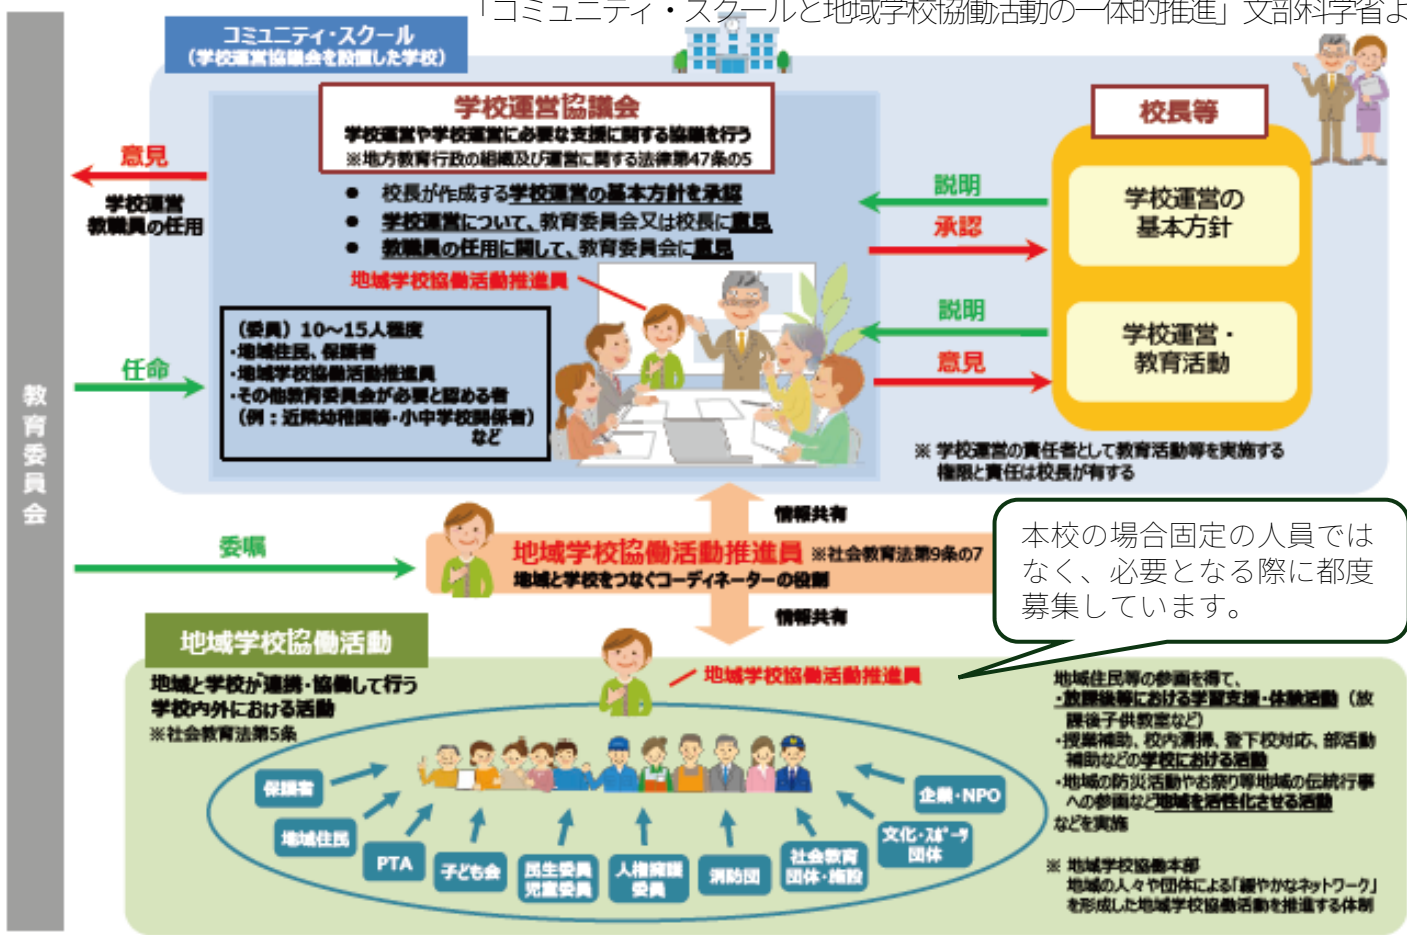 「コミュニティ・スクールと地域学校協働活動の一体的推進」文部科学省よ
コミュニティ・スクール
（学校運営協議会を設置した学校）
学校運営協議会
学校運営や学校運営に必要な支援に関する協議を行う
※地方教育行政の組織及び運営に関する法律第47条の5
● 校長が作成する学校運営の基本方針を承認
● 学校運営について、教育委員会又は校長に意見
● 教職員の任用に関して、教育委員会に意見
地域学校協働活動推進員
（委員）10～15人程度
・地域住民、保護者
・地域学校協働活動推進員
・その他教育委員会が必要と認める者
（例：近隣幼稚園等・小中学校関係者）
など
意見
学校運営
教職員の任用
任命
教育委員会
校長等
学校運営の
基本方針
学校運営・
教育活動
説明
承認
説明
意見
※ 学校運営の責任者として教育活動等を実施する
権限と責任は校長が有する
情報共有
委嘱
地域学校協働活動推進員 ※社会教育法第9条の7
地域と学校をつなぐコーディネーターの役割
情報共有
本校の場合固定の人員では
なく、必要となる際に都度
募集しています。
地域学校協働活動
地域と学校が連携・協働して行う
学校内外における活動
※社会教育法第5条
地域学校協働活動推進員
保護者
地域住民
PTA
子ども会
民生委員
児童委員
人権擁護
委員
消防団
社会教育
団体・施設
文化・スポーツ
団体
企業・NPO
地域住民等の参画を得て、
・放課後等における学習支援・体験活動（放
課後子供教室など）
・授業補助、校内清掃、登下校対応、部活動
補助などの学校における活動
・地域の防災活動やお祭り等地域の伝統行事
への参画など地域を活性化させる活動
などを実施
※ 地域学校協働本部
地域の人々や団体による「緩やかなネットワーク」
を形成した地域学校協働活動を推進する体制